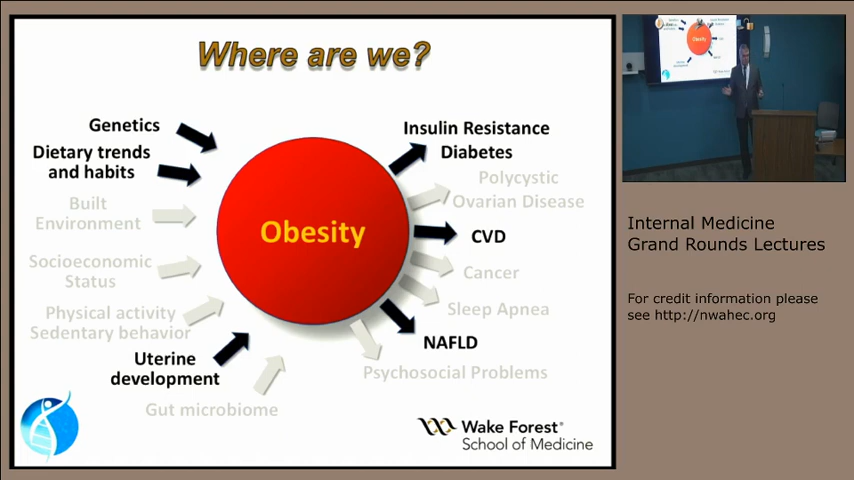 Where are we?
Genetics
Dietary trends
and habits
Built
Environment
Socioeconomic
Status
Physical activity
Sedentary behavior
Uterine
development
Gut microbiome
Obesity
Insulin Resistance
Diabetes
Polycystic
Ovarian Disease
CVD
Cancer
Sleep Apnea
NAFLD
Psychosocial Problems
Wake Forest®
School of Medicine
Obesity
Internal Medicine
Grand Rounds Lectures
For credit information please
see http://nwahec.org